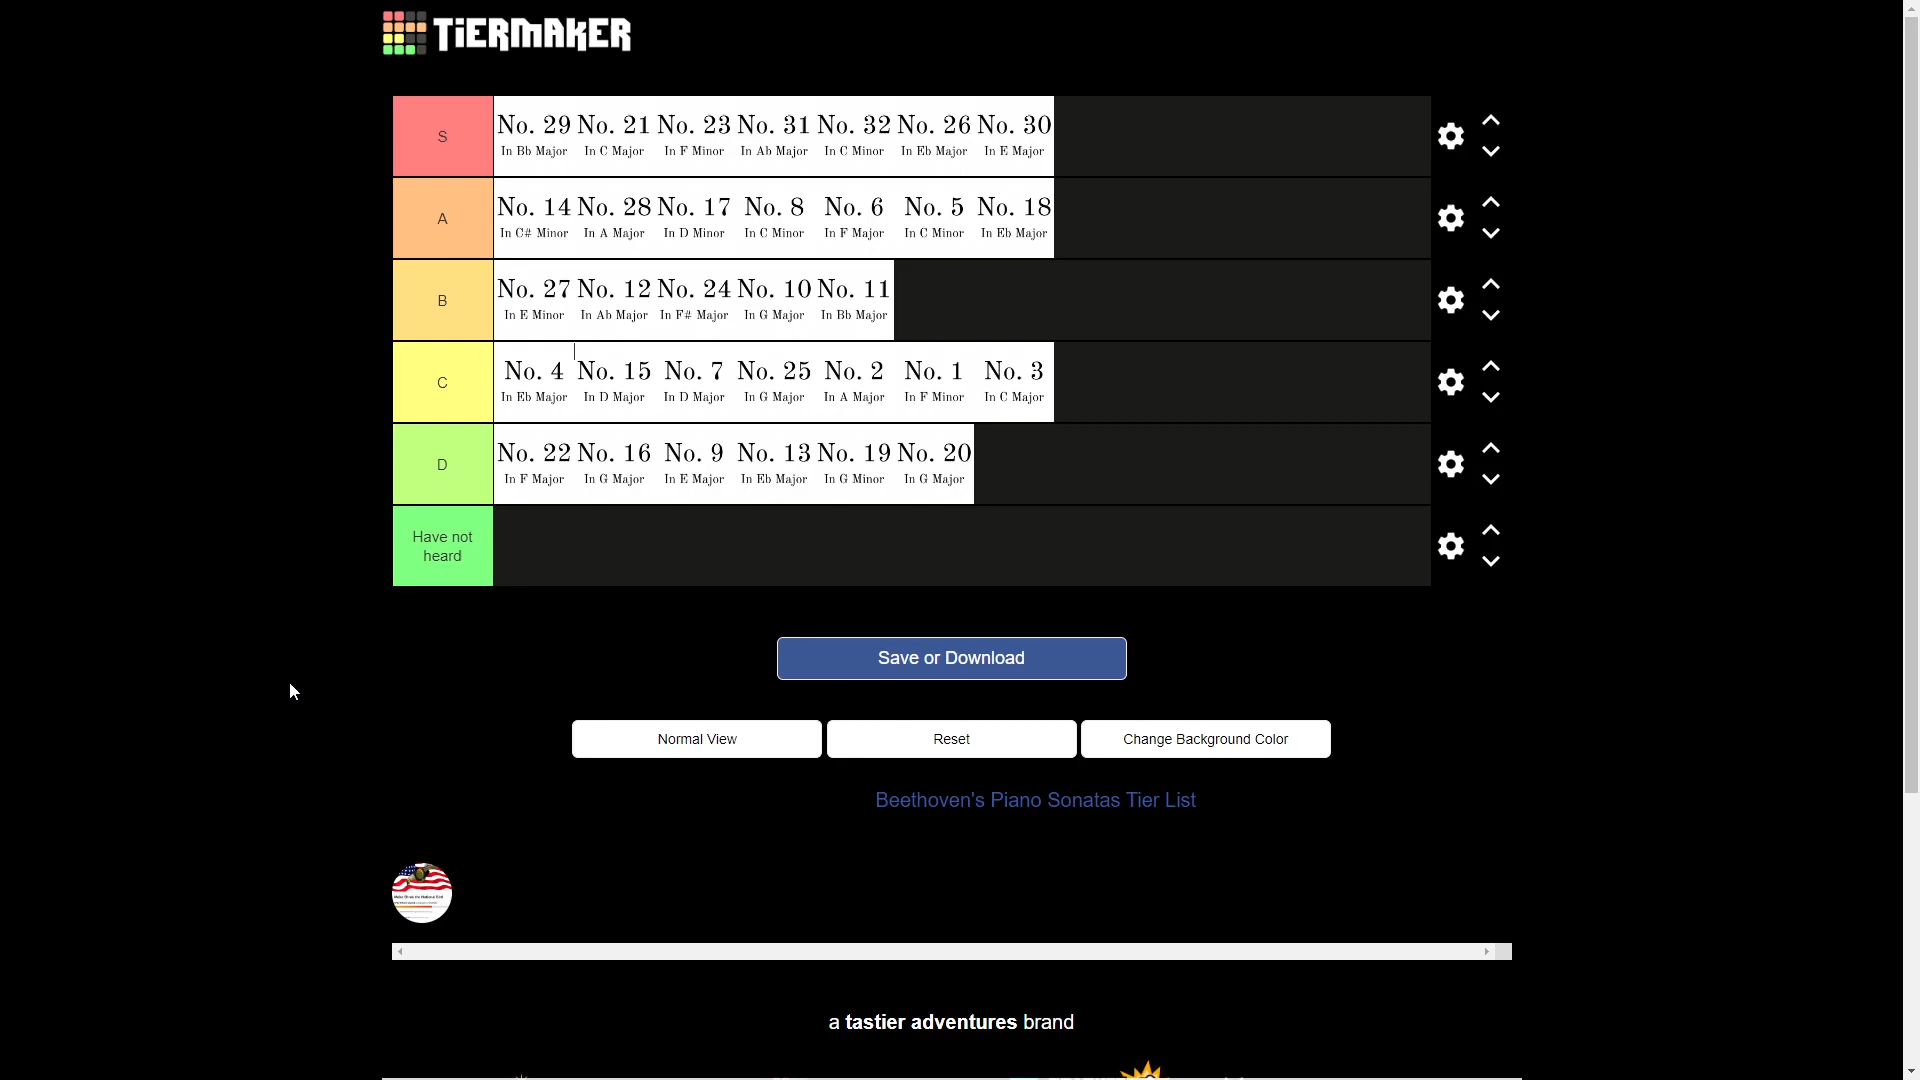 TiERMAKER
S
No. 29 No. 21 No. 23 No. 31 No. 32 No. 26 No. 30
In Bb Major In C Major In F Minor In Ab Major In C Minor In Eb Major In E Major
A
No. 14 No. 28 No. 17 No. 8 No. 6 No. 5 No. 18
In C# Minor In A Major In D Minor In C Minor In F Major In C Minor In Eb Major
B
No. 27 No. 12 No. 24 No. 10 No. 11
In E Minor In Ab Major In F# Major In G Major In Bb Major
C
No. 4 No. 15 No. 7 No. 25 No. 2 No. 1 No. 3
In Eb Major In D Major In D Major In G Major In A Major In F Minor In C Major
D
No. 22 No. 16 No. 9 No. 13 No. 19 No. 20
In F Major In G Major In E Major In Eb Major In G Minor In G Major
Have not
heard
Save or Download
Normal View Reset Change Background Color
Beethoven's Piano Sonatas Tier List
a tastier adventures brand